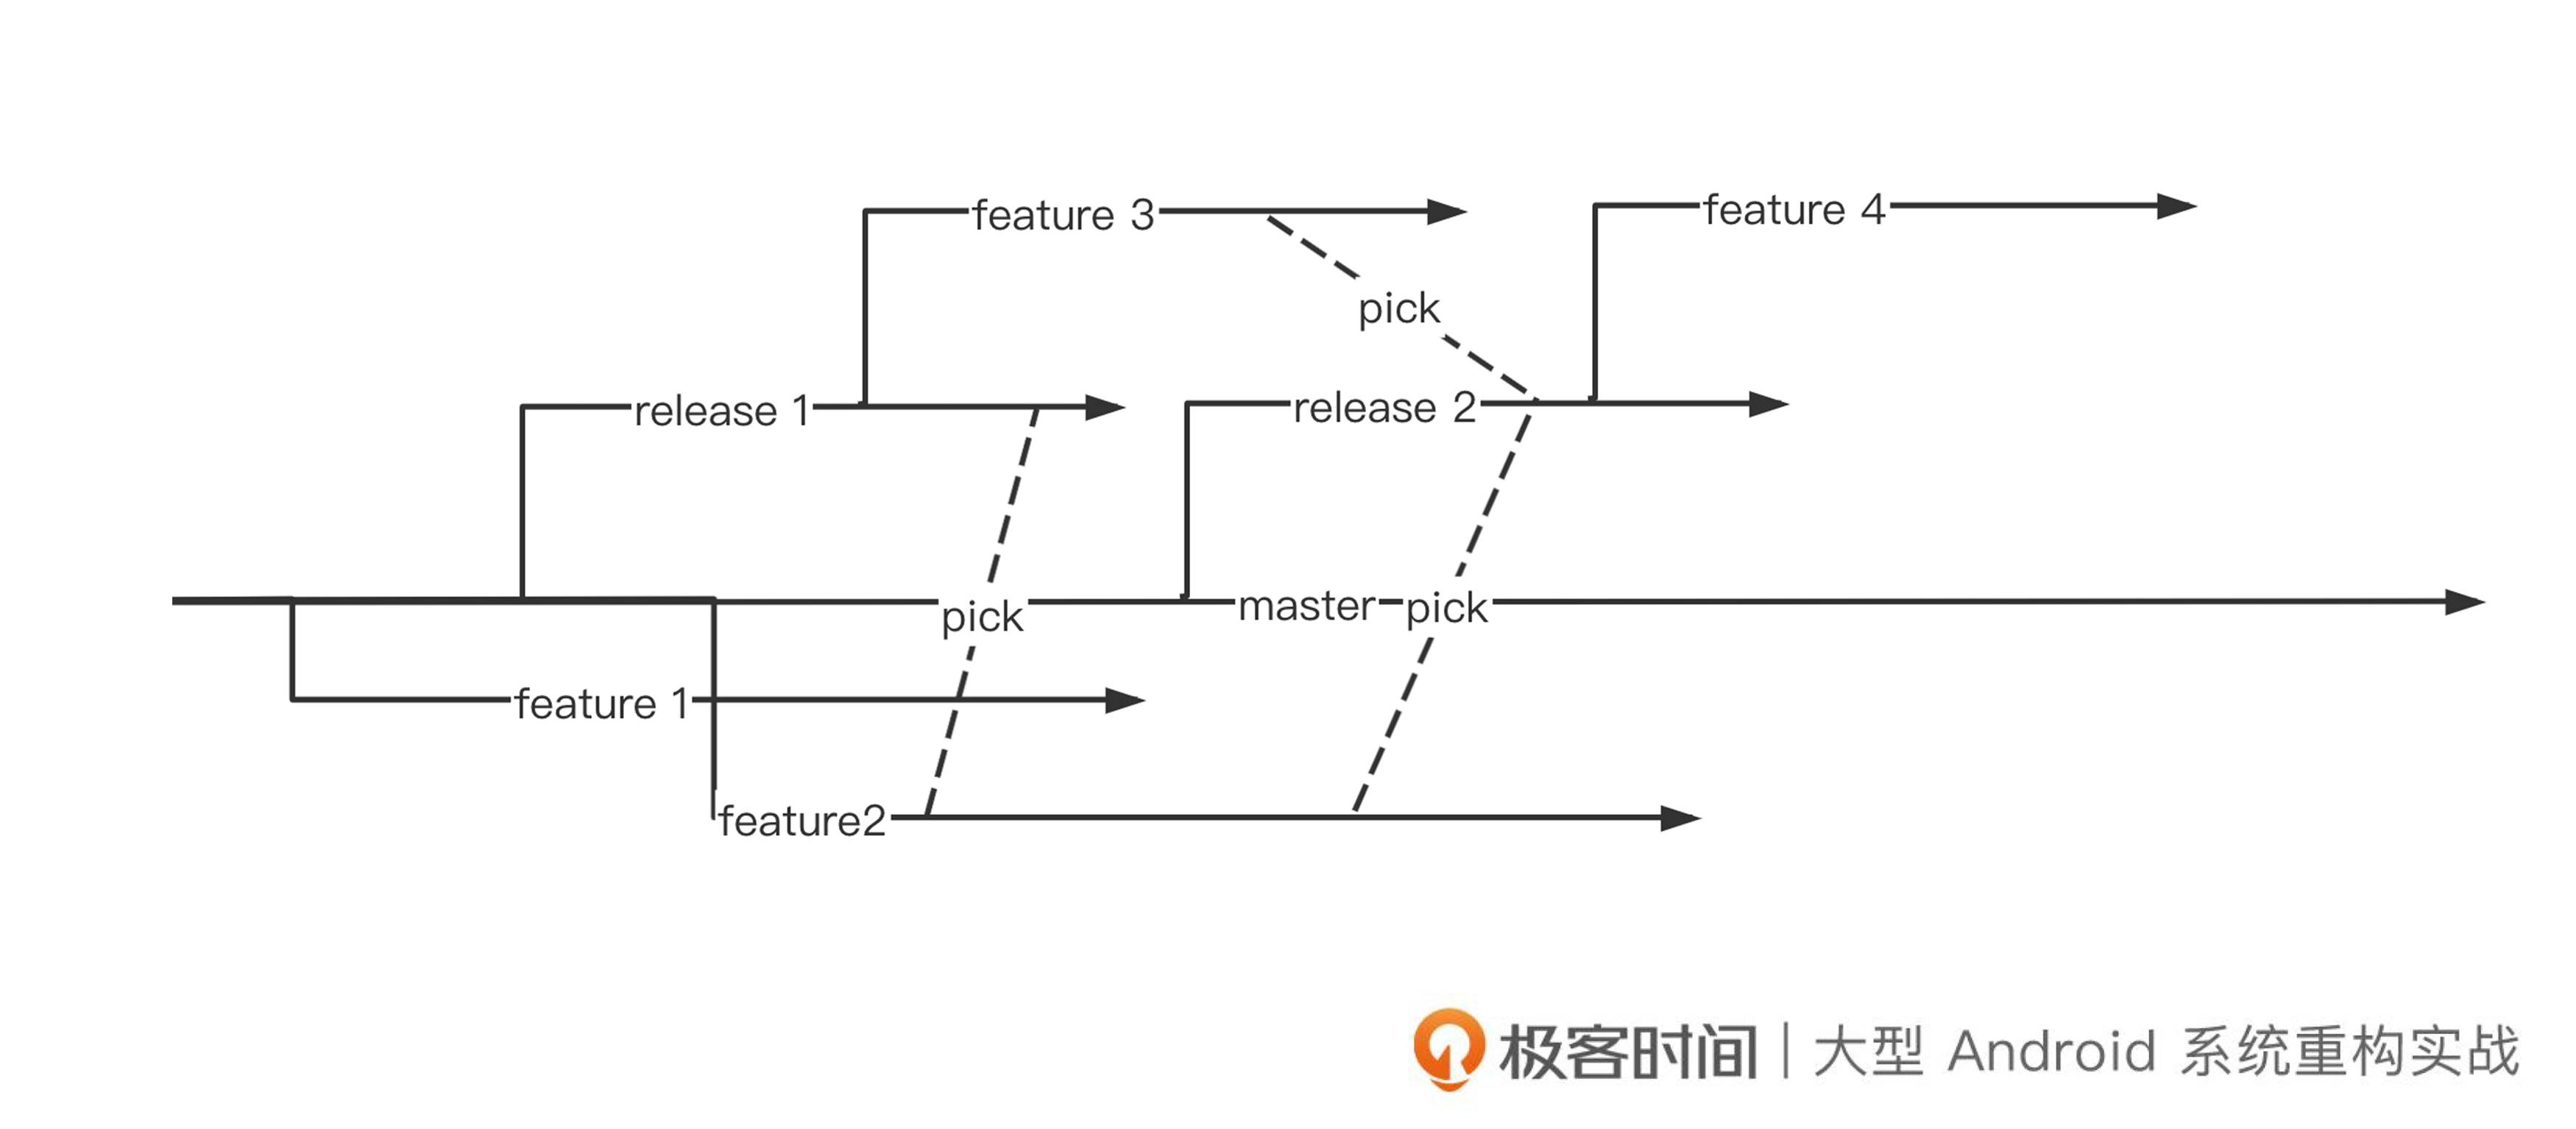 feature 3
feature 4
pick
release 1
release 2
pick
master
pick
feature 1
feature2
极客时间 | 大型 Android 系统重构实战